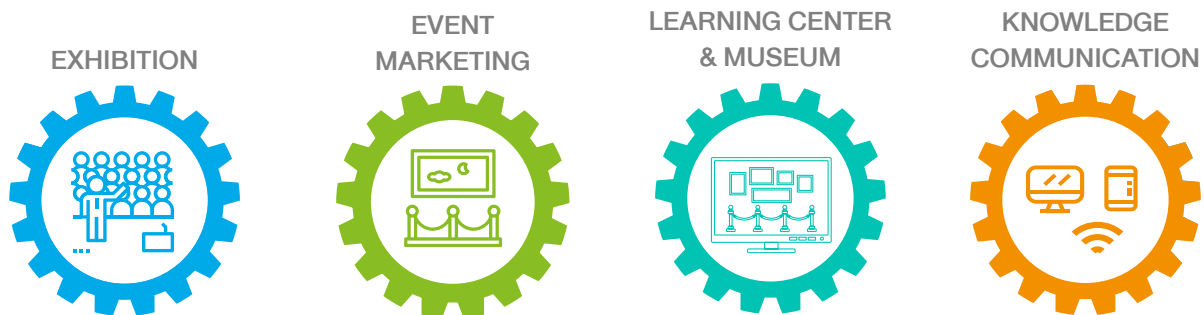 EXHIBITION
EVENT
MARKETING
LEARNING CENTER
& MUSEUM
KNOWLEDGE
COMMUNICATION